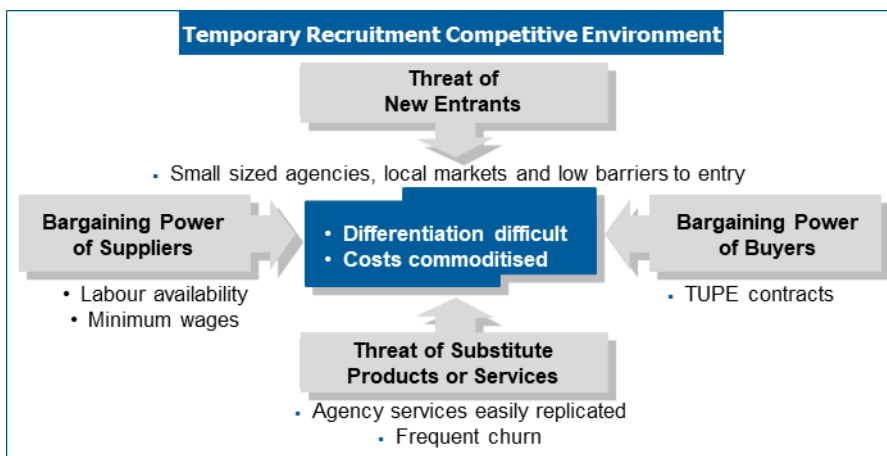 Temporary Recruitment Competitive Environment
Threat of
New Entrants
▪ Small sized agencies, local markets and low barriers to entry
Bargaining Power
of Suppliers
• Labour availability
• Minimum wages
• Differentiation difficult
• Costs commoditised
Bargaining Power
of Buyers
▪ TUPE contracts
Threat of Substitute
Products or Services
▪ Agency services easily replicated
▪ Frequent churn